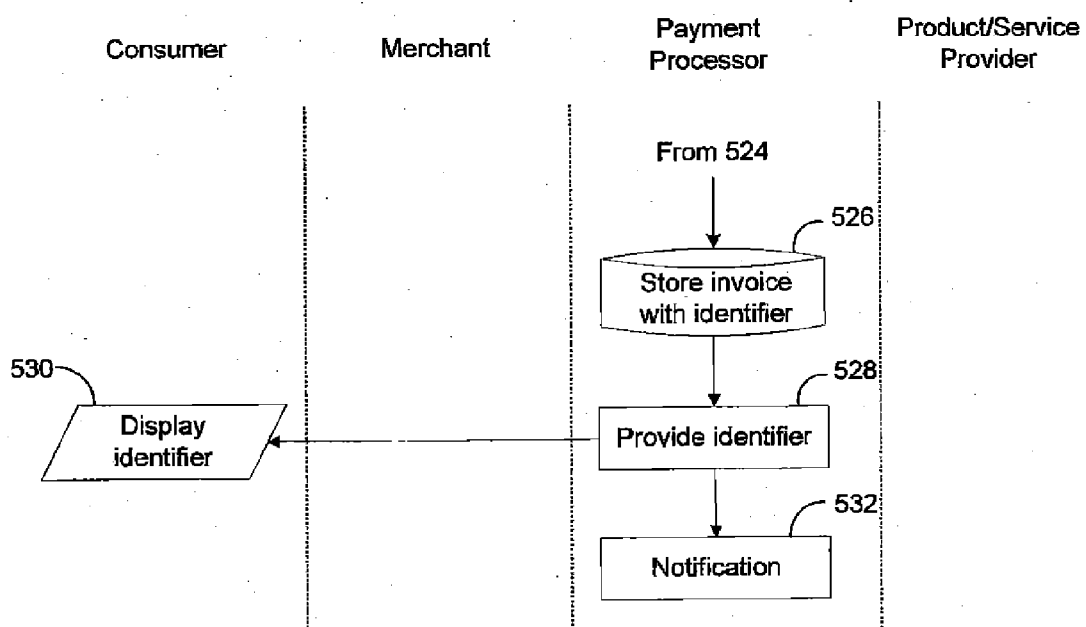 Consumer
Merchant
Payment
Processor
Product/Service
Provider
From 524
526
Store invoice
with identifier
530
528
Display
identifier
Provide identifier
532
Notification